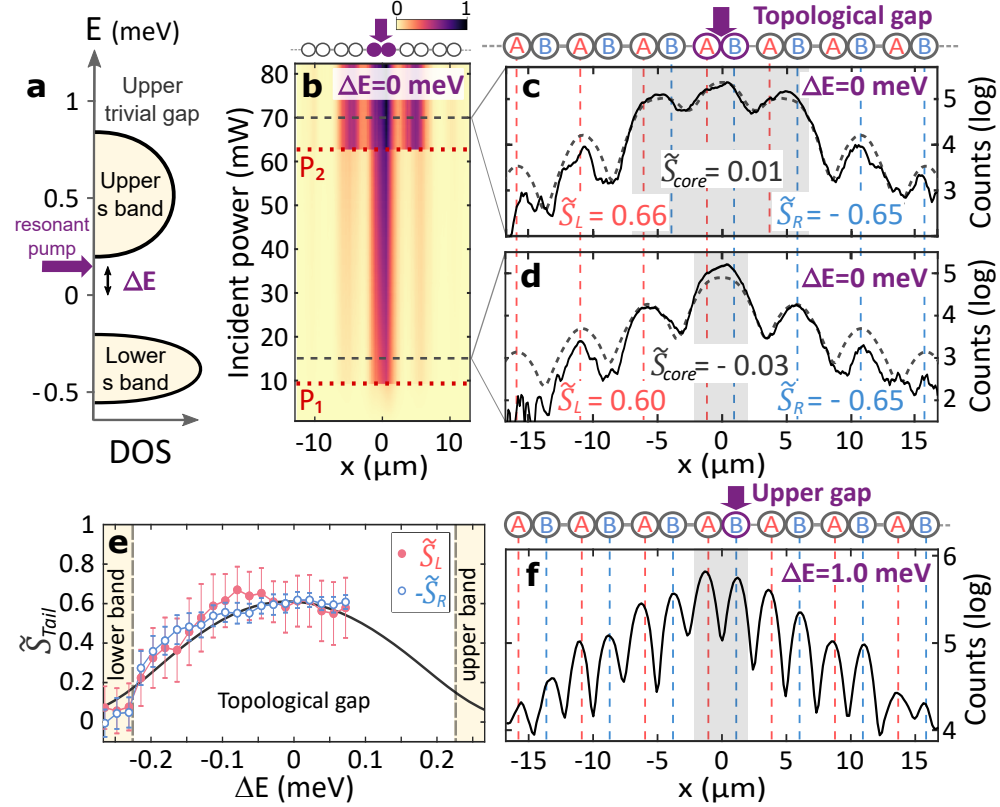 E (meV)
a
1
Upper
trivial gap
0.5
Upper
s band
resonant
pump
ΔE
0
Lower
s band
-0.5
DOS
0 1
b ΔE=0 meV
Incident power (mW)
80
70
60
50
40
30
20
10
P₂
P₁
-10 -5 0 5 10
x (μm)
Topological gap
A B A B A B A B A B A B A B
c ΔE=0 meV
S̃core= 0.01
S̃L = 0.66
S̃R= - 0.65
5
4
3
Counts (log)
d ΔE=0 meV
S̃core= - 0.03
S̃L = 0.60
S̃R= - 0.65
5
4
3
2
Counts (log)
-15 -10 -5 0 5 10 15
x (μm)
e
S̃L
-S̃R
S̃Tail
1
0.8
0.6
0.4
0.2
0
lower band
upper band
Topological gap
-0.2 -0.1 0 0.1 0.2
ΔE (meV)
Upper gap
A B A B A B A B A B A B A B
f ΔE=1.0 meV
6
5
4
Counts (log)
-15 -10 -5 0 5 10 15
x (μm)